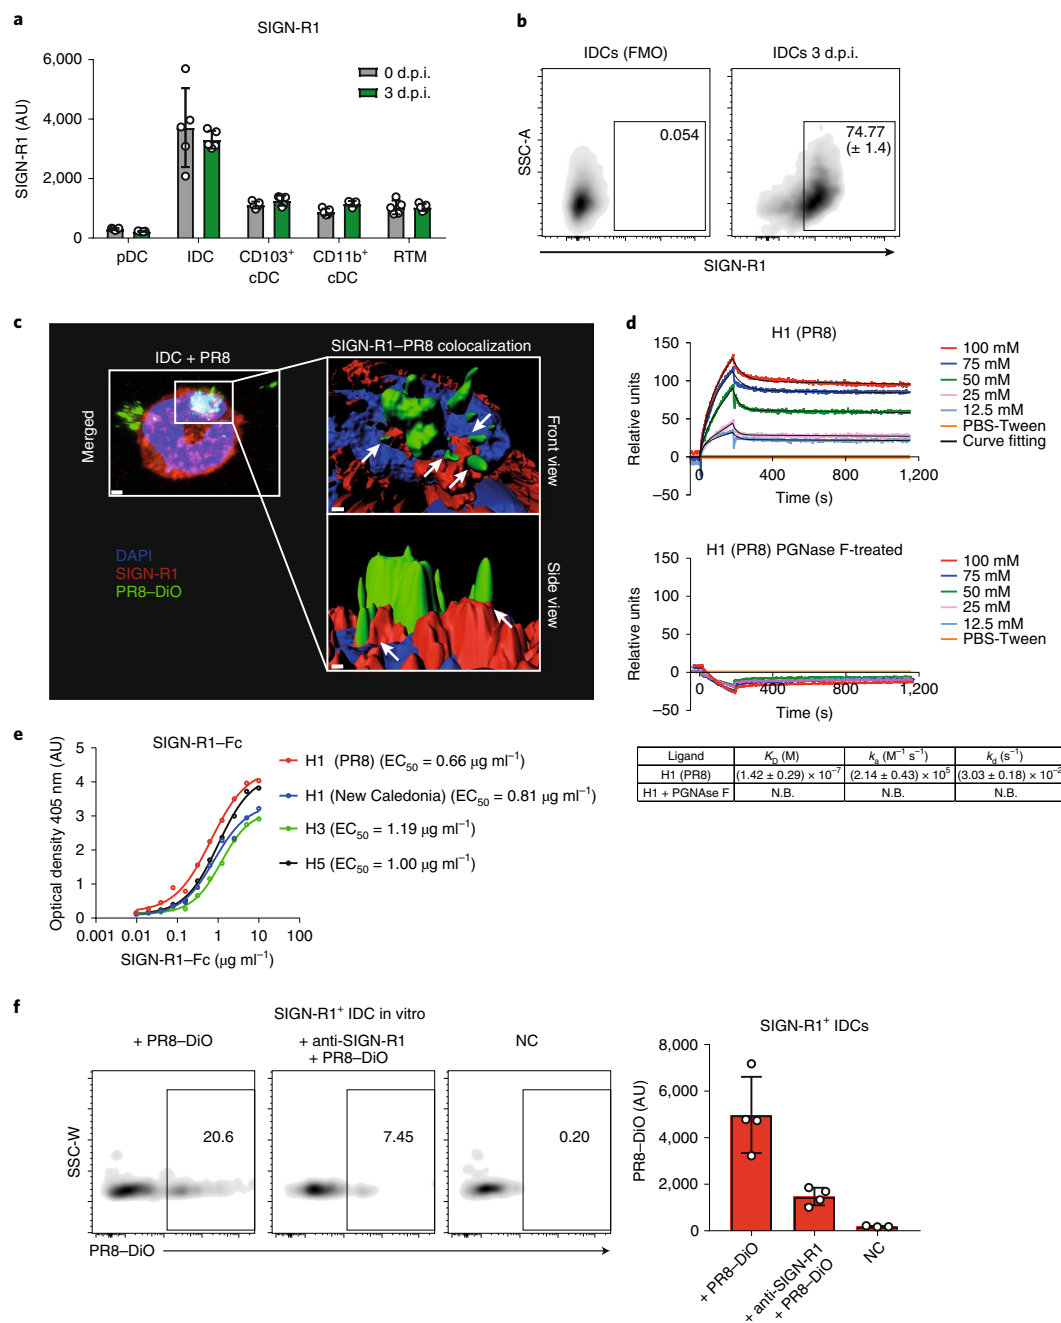 a
SIGN-R1
6,000
4,000
2,000
0
SIGN-R1 (AU)
0 d.p.i.
3 d.p.i.
pDC
IDC
CD103⁺ cDC
CD11b⁺ cDC
RTM
b
IDCs (FMO)
IDCs 3 d.p.i.
SSC-A
0.054
74.77
(± 1.4)
SIGN-R1
c
IDC + PR8
SIGN-R1–PR8 colocalization
Merged
Front view
Side view
DAPI
SIGN-R1
PR8–DiO
d
H1 (PR8)
150
100
50
0
–50
Relative units
0
400
800
1,200
Time (s)
100 mM
75 mM
50 mM
25 mM
12.5 mM
PBS-Tween
Curve fitting
H1 (PR8) PGNase F-treated
150
100
50
0
–50
Relative units
0
400
800
1,200
Time (s)
100 mM
75 mM
50 mM
25 mM
12.5 mM
PBS-Tween
Ligand K_D (M) k_a (M⁻¹ s⁻¹) k_d (s⁻¹)
H1 (PR8) (1.42 ± 0.29) × 10⁻⁷ (2.14 ± 0.43) × 10⁵ (3.03 ± 0.18) × 10⁻²
H1 + PGNAse F N.B. N.B. N.B.
e
SIGN-R1–Fc
5
4
3
2
1
0
Optical density 405 nm (AU)
0.001 0.01 0.1 1 10 100
SIGN-R1–Fc (μg ml⁻¹)
H1 (PR8) (EC₅₀ = 0.66 μg ml⁻¹)
H1 (New Caledonia) (EC₅₀ = 0.81 μg ml⁻¹)
H3 (EC₅₀ = 1.19 μg ml⁻¹)
H5 (EC₅₀ = 1.00 μg ml⁻¹)
f
SIGN-R1⁺ IDC in vitro
+ PR8–DiO
+ anti-SIGN-R1
+ PR8–DiO
NC
SSC-W
20.6
7.45
0.20
PR8–DiO
SIGN-R1⁺ IDCs
8,000
6,000
4,000
2,000
0
PR8–DiO (AU)
+ PR8–DiO
+ anti-SIGN-R1
+ PR8–DiO
NC